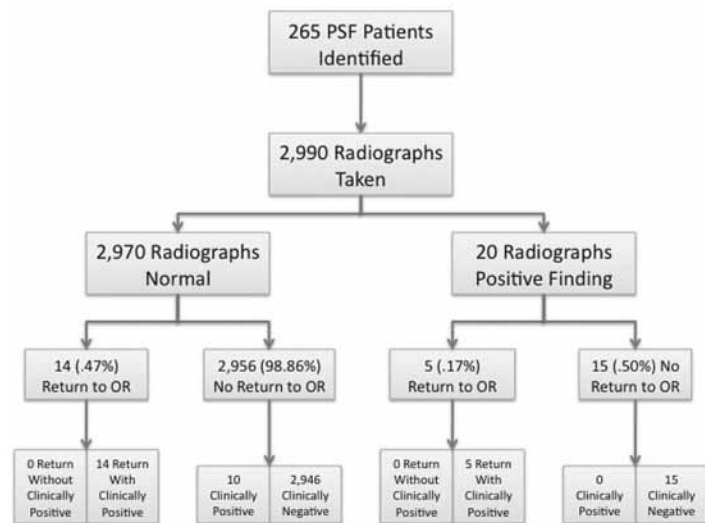 265 PSF Patients
Identified
2,990 Radiographs
Taken
2,970 Radiographs
Normal
20 Radiographs
Positive Finding
14 (.47%)
Return to OR
2,956 (98.86%)
No Return to OR
5 (.17%)
Return to OR
15 (.50%) No
Return to OR
0 Return
Without
Clinically
Positive
14 Return
With
Clinically
Positive
10
Clinically
Positive
2,946
Clinically
Negative
0 Return
Without
Clinically
Positive
5 Return
With
Clinically
Positive
0
Clinically
Positive
15
Clinically
Negative